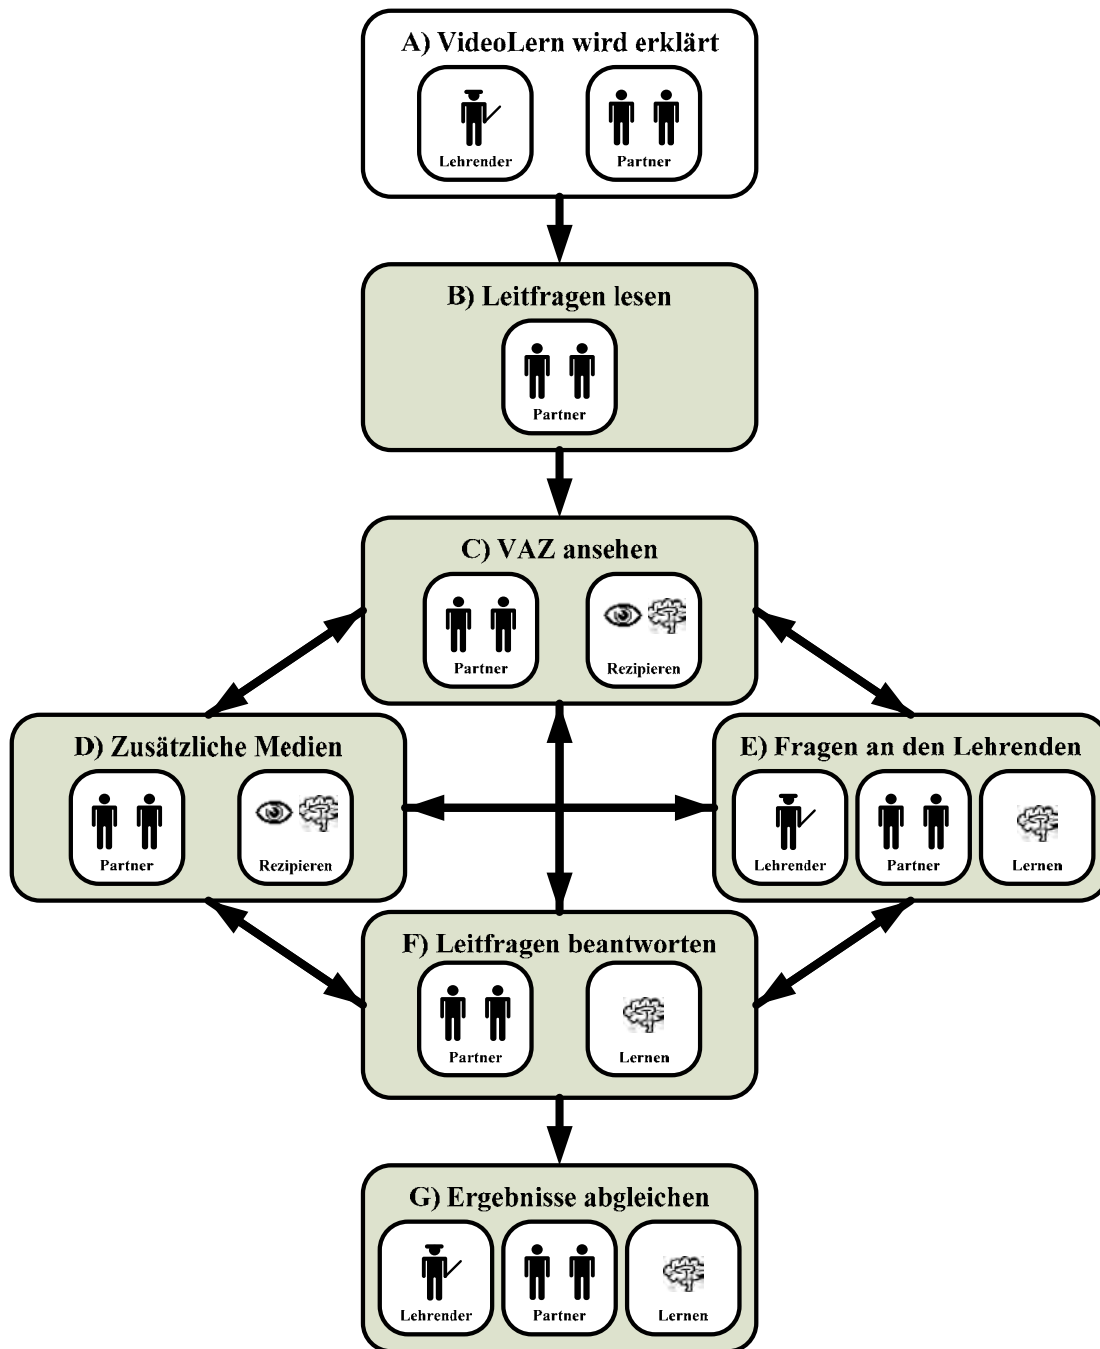 A) VideoLern wird erklärt
Lehrender
Partner
B) Leitfragen lesen
Partner
C) VAZ ansehen
Partner
Rezipieren
D) Zusätzliche Medien
Partner
Rezipieren
E) Fragen an den Lehrenden
Lehrender
Partner
Lernen
F) Leitfragen beantworten
Partner
Lernen
G) Ergebnisse abgleichen
Lehrender
Partner
Lernen